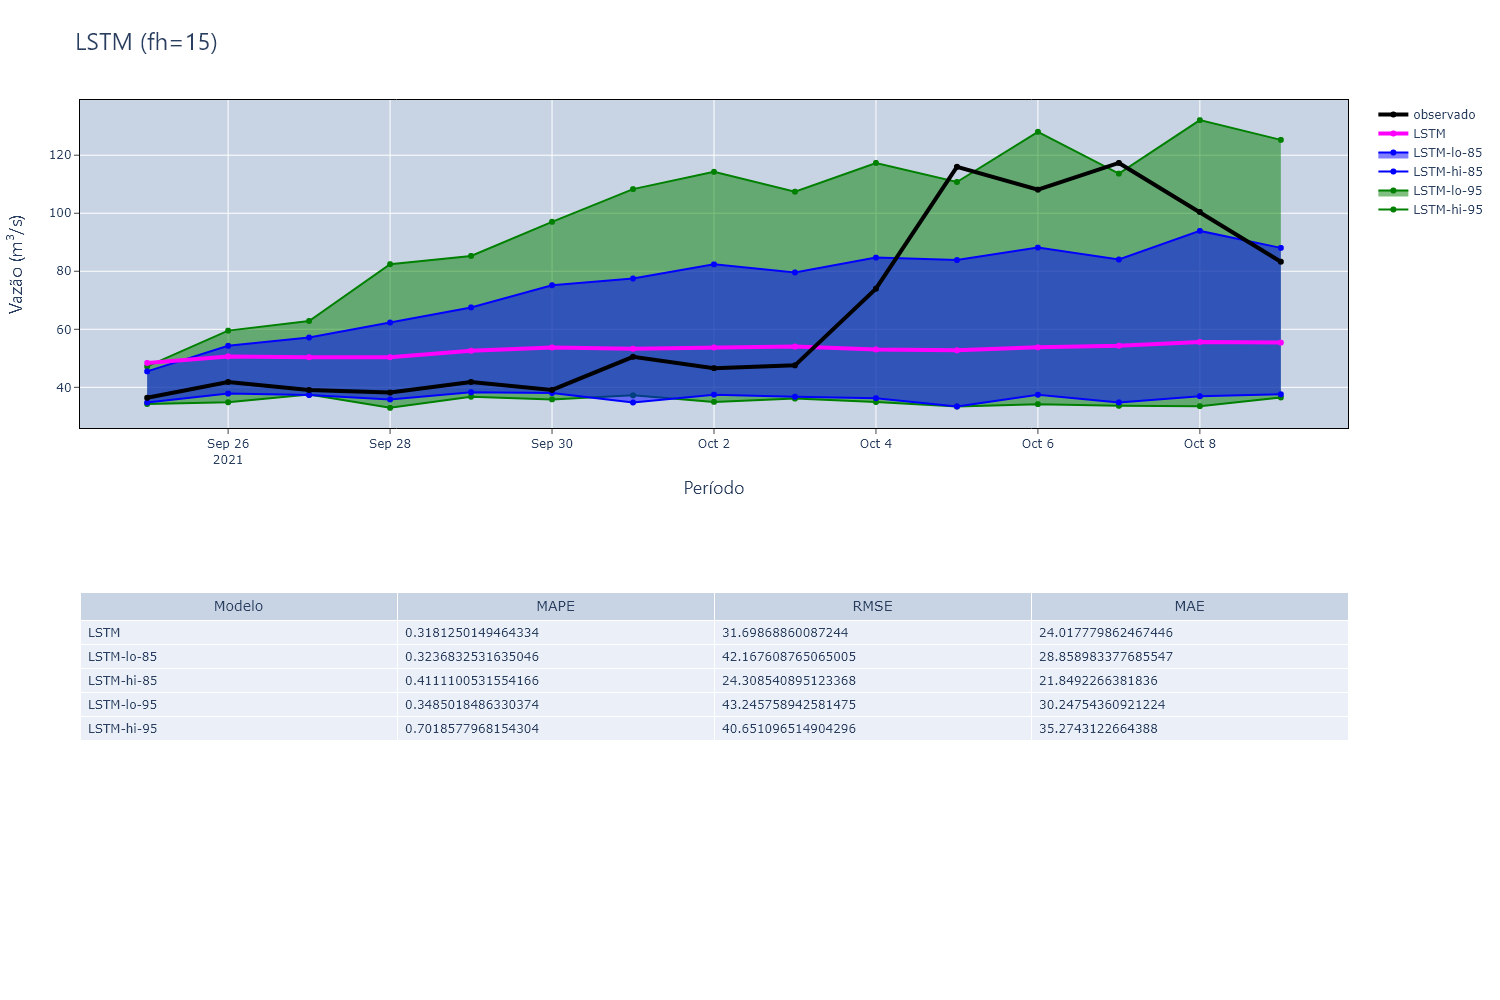 LSTM (fh=15)
observado
LSTM
LSTM-lo-85
LSTM-hi-85
LSTM-lo-95
LSTM-hi-95
Vazão (m³/s)
120
100
80
60
40
Sep 26
2021
Sep 28
Sep 30
Oct 2
Oct 4
Oct 6
Oct 8
Período
Modelo MAPE RMSE MAE
LSTM 0.3181250149464334 31.69868860087244 24.017779862467446
LSTM-lo-85 0.3236832531635046 42.167608765065005 28.858983377685547
LSTM-hi-85 0.4111100531554166 24.308540895123368 21.8492266381836
LSTM-lo-95 0.3485018486330374 43.245758942581475 30.24754360921224
LSTM-hi-95 0.7018577968154304 40.651096514904296 35.2743122664388